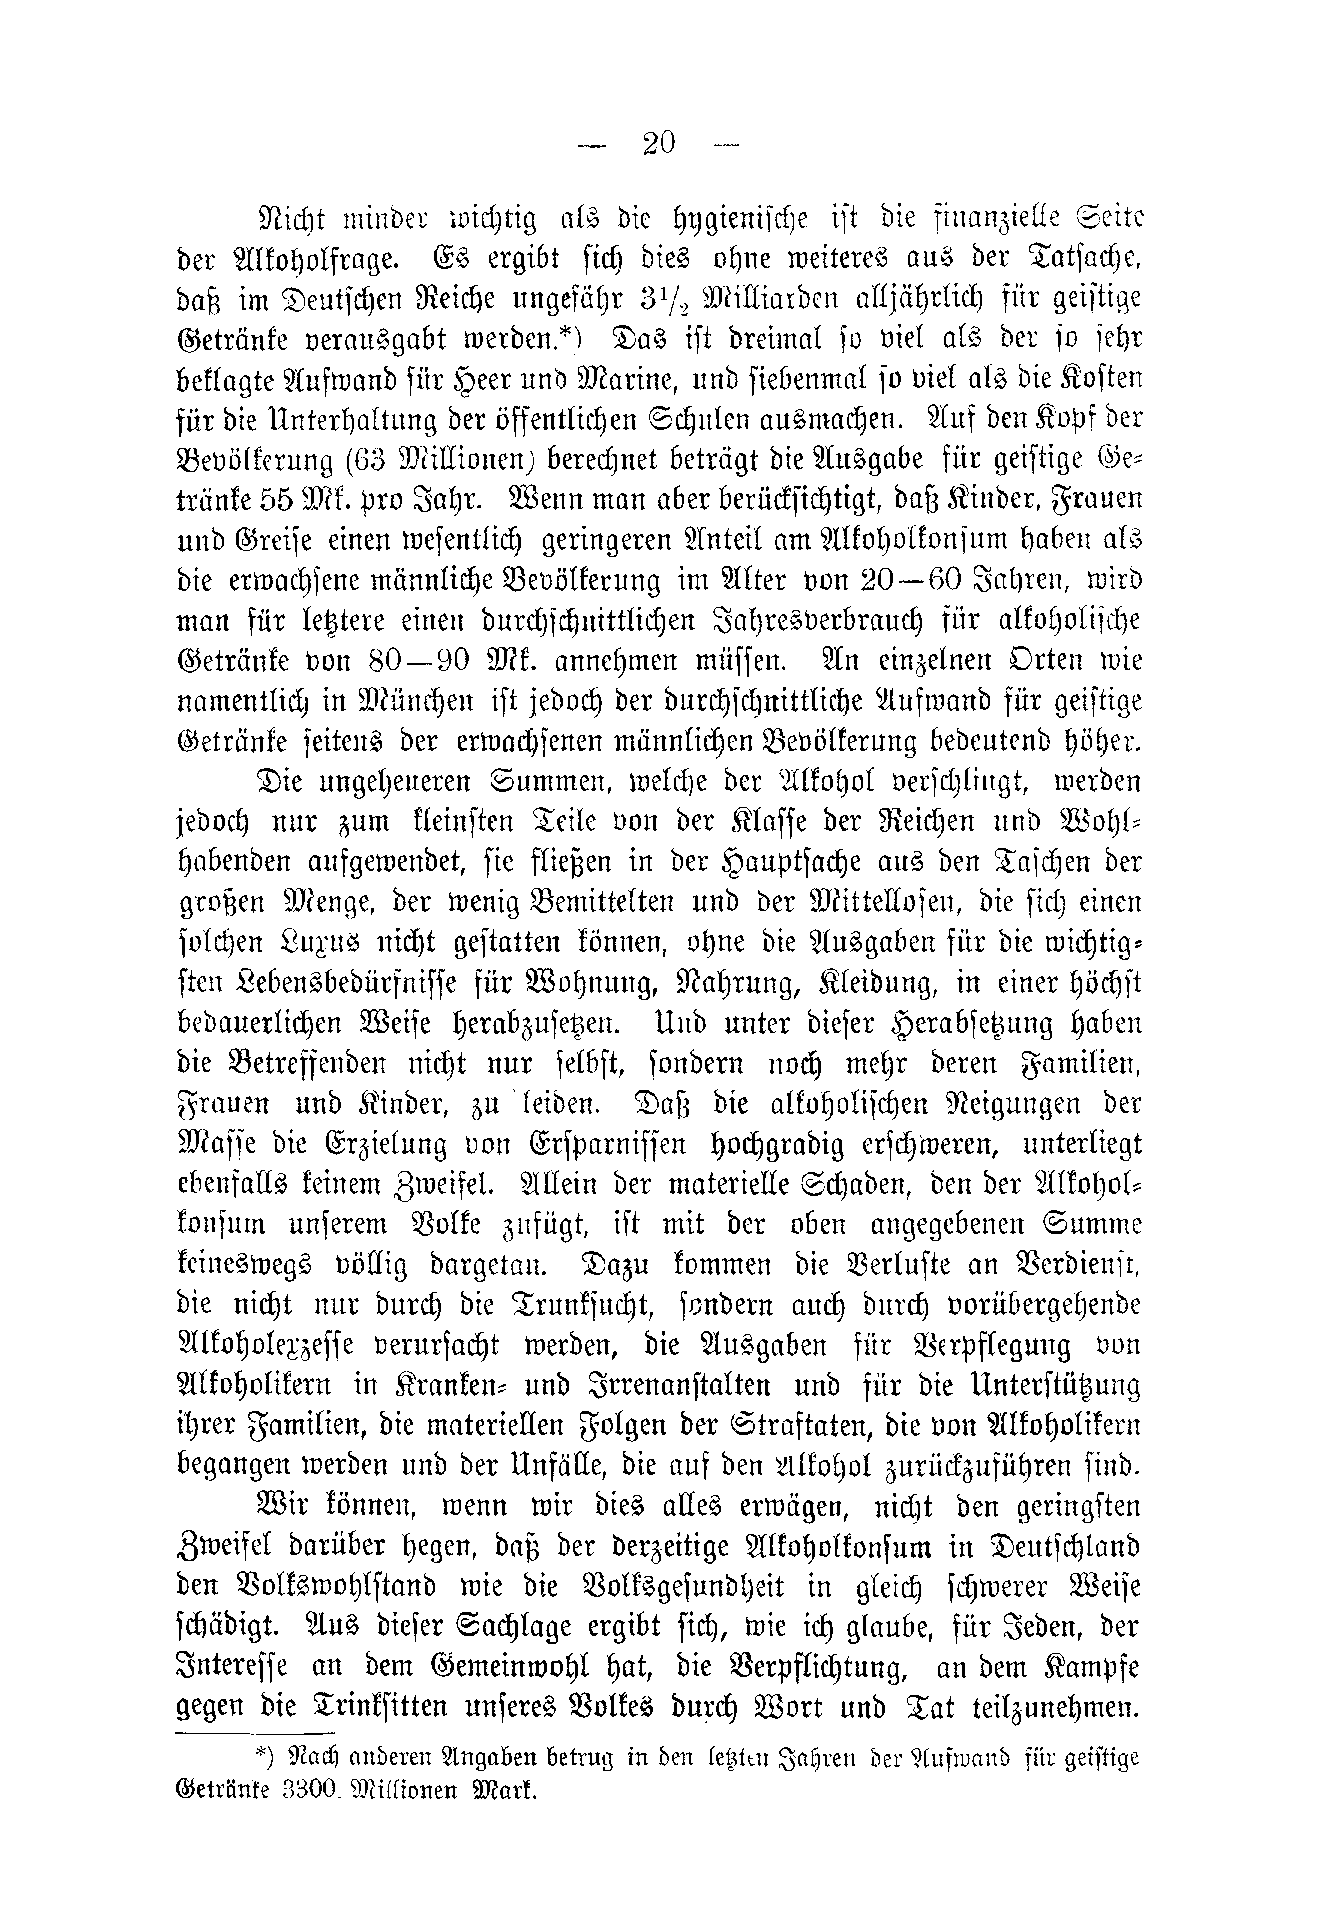 — 20 —
Nicht minder wichtig als die hygienische ist die finanzielle Seite
der Alkoholfrage. Es ergibt sich dies ohne weiteres aus der Tatsache,
daß im Deutschen Reiche ungefähr 3½ Milliarden alljährlich für geistige
Getränke verausgabt werden.*) Das ist dreimal so viel als der so sehr
beklagte Aufwand für Heer und Marine, und siebenmal so viel als die Kosten
für die Unterhaltung der öffentlichen Schulen ausmachen. Auf den Kopf der
Bevölkerung (63 Millionen) berechnet beträgt die Ausgabe für geistige Ge-
tränke 55 Mk. pro Jahr. Wenn man aber berücksichtigt, daß Kinder, Frauen
und Greise einen wesentlich geringeren Anteil am Alkoholkonsum haben als
die erwachsene männliche Bevölkerung im Alter von 20—60 Jahren, wird
man für letztere einen durchschnittlichen Jahresverbrauch für alkoholische
Getränke von 80—90 Mk. annehmen müssen. An einzelnen Orten wie
namentlich in München ist jedoch der durchschnittliche Aufwand für geistige
Getränke seitens der erwachsenen männlichen Bevölkerung bedeutend höher.
Die ungeheueren Summen, welche der Alkohol verschlingt, werden
jedoch nur zum kleinsten Teile von der Klasse der Reichen und Wohl-
habenden aufgewendet, sie fließen in der Hauptsache aus den Taschen der
großen Menge, der wenig Bemittelten und der Mittellosen, die sich einen
solchen Luxus nicht gestatten können, ohne die Ausgaben für die wichtig-
sten Lebensbedürfnisse für Wohnung, Nahrung, Kleidung, in einer höchst
bedauerlichen Weise herabzusetzen. Und unter dieser Herabsetzung haben
die Betreffenden nicht nur selbst, sondern noch mehr deren Familien,
Frauen und Kinder, zu leiden. Daß die alkoholischen Neigungen der
Masse die Erzielung von Ersparnissen hochgradig erschweren, unterliegt
ebenfalls keinem Zweifel. Allein der materielle Schaden, den der Alkohol-
konsum unserem Volke zufügt, ist mit der oben angegebenen Summe
keineswegs völlig dargetan. Dazu kommen die Verluste an Verdienst,
die nicht nur durch die Trunksucht, sondern auch durch vorübergehende
Alkoholexzesse verursacht werden, die Ausgaben für Verpflegung von
Alkoholikern in Kranken- und Irrenanstalten und für die Unterstützung
ihrer Familien, die materiellen Folgen der Straftaten, die von Alkoholikern
begangen werden und der Unfälle, die auf den Alkohol zurückzuführen sind.
Wir können, wenn wir dies alles erwägen, nicht den geringsten
Zweifel darüber hegen, daß der derzeitige Alkoholkonsum in Deutschland
den Volkswohlstand wie die Volksgesundheit in gleich schwerer Weise
schädigt. Aus dieser Sachlage ergibt sich, wie ich glaube, für Jeden, der
Interesse an dem Gemeinwohl hat, die Verpflichtung, an dem Kampfe
gegen die Trinksitten unseres Volkes durch Wort und Tat teilzunehmen.
*) Nach anderen Angaben betrug in den letzten Jahren der Aufwand für geistige
Getränke 3300. Millionen Mark.